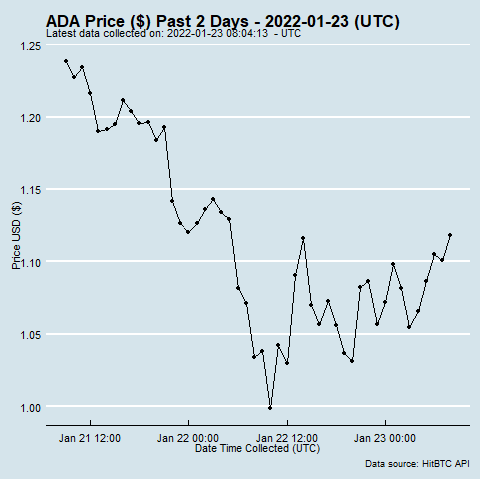 ADA Price ($) Past 2 Days - 2022-01-23 (UTC)
Latest data collected on: 2022-01-23 08:04:13 - UTC
1.25
1.20
1.15
1.10
1.05
1.00
Price USD ($)
Jan 21 12:00
Jan 22 00:00
Jan 22 12:00
Jan 23 00:00
Date Time Collected (UTC)
Data source: HitBTC API